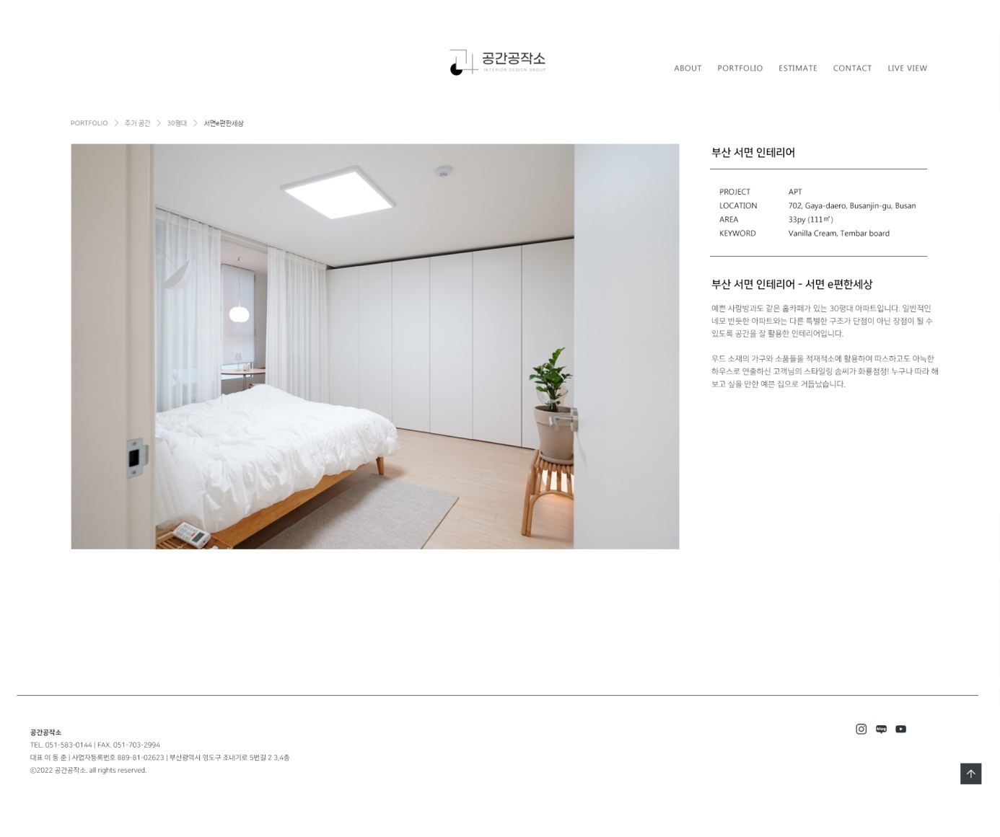 공간공작소
INTERIOR DESIGN GROUP
ABOUT PORTFOLIO ESTIMATE CONTACT LIVE VIEW
PORTFOLIO > 주거 공간 > 30평대 > 서면e편한세상
부산 서면 인테리어
PROJECT APT
LOCATION 702, Gaya-daero, Busanjin-gu, Busan
AREA 33py (111㎡)
KEYWORD Vanilla Cream, Tembar board
부산 서면 인테리어 - 서면 e편한세상
예쁜 사랑방과도 같은 홈카페가 있는 30평대 아파트입니다. 일반적인
네모 반듯한 아파트와는 다른 특별한 구조가 단점이 아닌 장점이 될 수
있도록 공간을 잘 활용한 인테리어입니다.
우드 소재의 가구와 소품들을 적재적소에 활용하여 따스하고도 아늑한
하우스로 연출하신 고객님의 스타일링 솜씨가 화룡점정! 누구나 따라 해
보고 싶을 만한 예쁜 집으로 거듭났습니다.
공간공작소
TEL. 051-583-0144 | FAX. 051-703-2994
대표 이 동 준 | 사업자등록번호 889-81-02623 | 부산광역시 영도구 조내기로 5번길 2 3,4층
ⓒ2022 공간공작소. all rights reserved.
blog